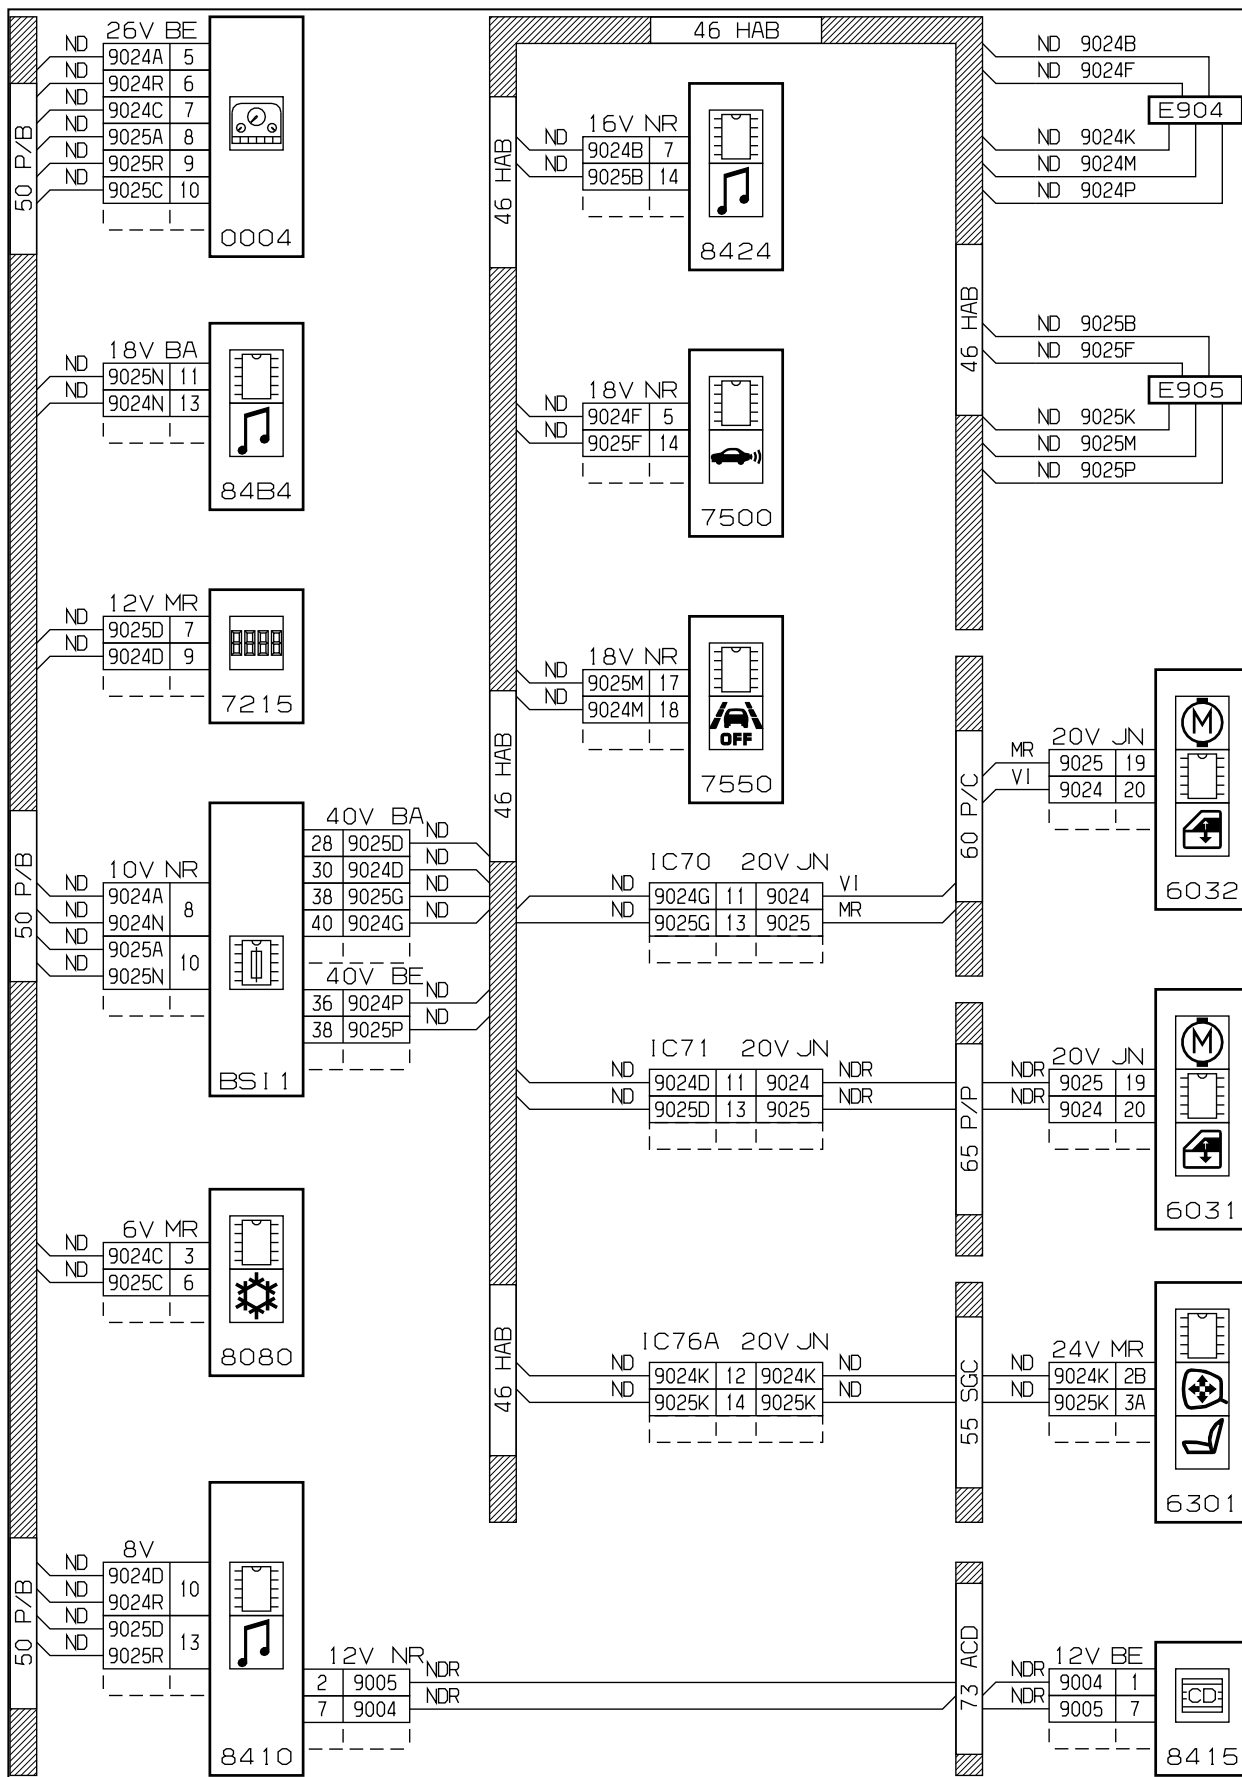 50 P/B
26V BE
ND 9024A 5
ND 9024R 6
ND 9024C 7
ND 9025A 8
ND 9025R 9
ND 9025C 10
0004
18V BA
ND 9025N 11
ND 9024N 13
84B4
12V MR
ND 9025D 7
ND 9024D 9
7215
50 P/B
10V NR
ND 9024A
8
ND 9024N
ND 9025A
10
ND 9025N
BSI1
40V BA
28 9025D ND
30 9024D ND
38 9025G ND
40 9024G ND
40V BE
36 9024P ND
38 9025P ND
6V MR
ND 9024C 3
ND 9025C 6
8080
50 P/B
8V
ND 9024D
10
ND 9024R
ND 9025D
13
ND 9025R
8410
12V NR
2 9005 NDR
7 9004 NDR
46 HAB
46 HAB
16V NR
ND 9024B 7
ND 9025B 14
8424
18V NR
ND 9024F 5
ND 9025F 14
7500
18V NR
ND 9025M 17
ND 9024M 18
OFF
7550
46 HAB
IC70 20V JN
ND 9024G 11 9024 VI
ND 9025G 13 9025 MR
IC71 20V JN
ND 9024D 11 9024 NDR
ND 9025D 13 9025 NDR
46 HAB
IC76A 20V JN
ND 9024K 12 9024K ND
ND 9025K 14 9025K ND
46 HAB
ND 9024B
ND 9024F
E904
ND 9024K
ND 9024M
ND 9024P
ND 9025B
ND 9025F
E905
ND 9025K
ND 9025M
ND 9025P
60 P/C
20V JN
MR 9025 19
VI 9024 20
M
6032
65 P/P
20V JN
NDR 9025 19
NDR 9024 20
M
6031
55 SGC
24V MR
ND 9024K 2B
ND 9025K 3A
6301
73 ACD
12V BE
NDR 9004 1
NDR 9005 7
CD
8415